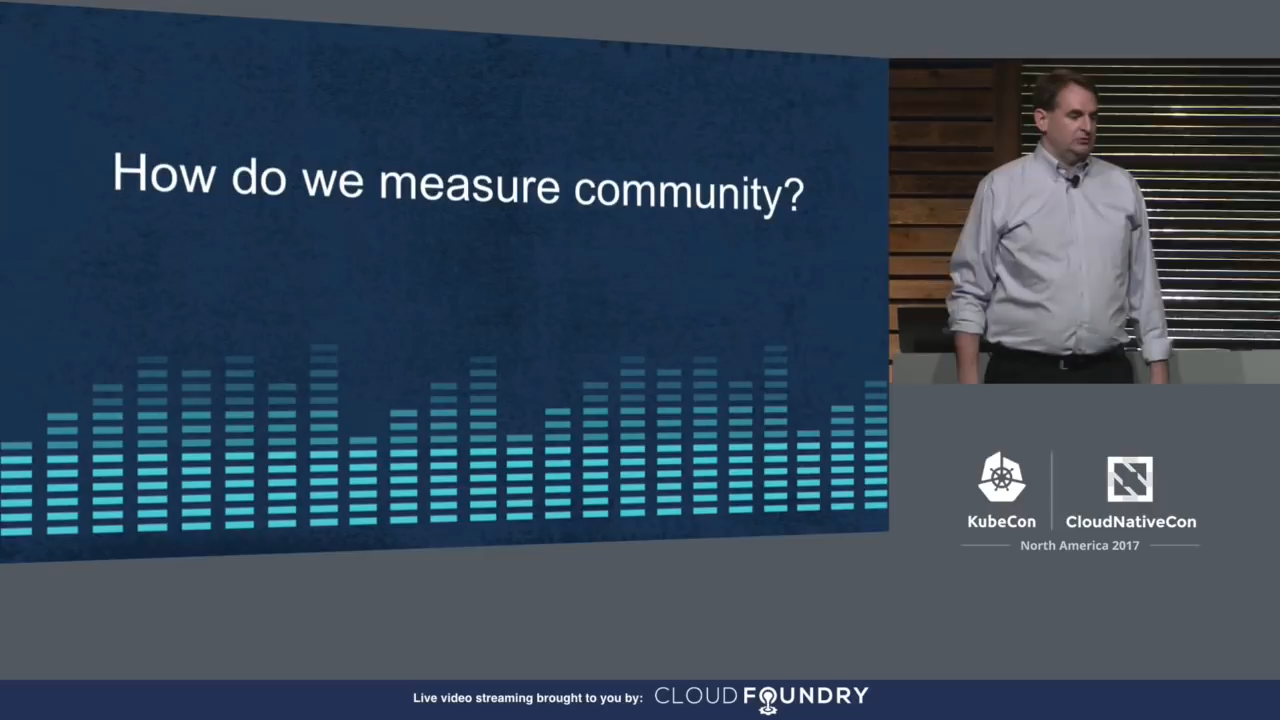 How do we measure community?
KubeCon
CloudNativeCon
North America 2017
Live video streaming brought to you by: CLOUD FOUNDRY